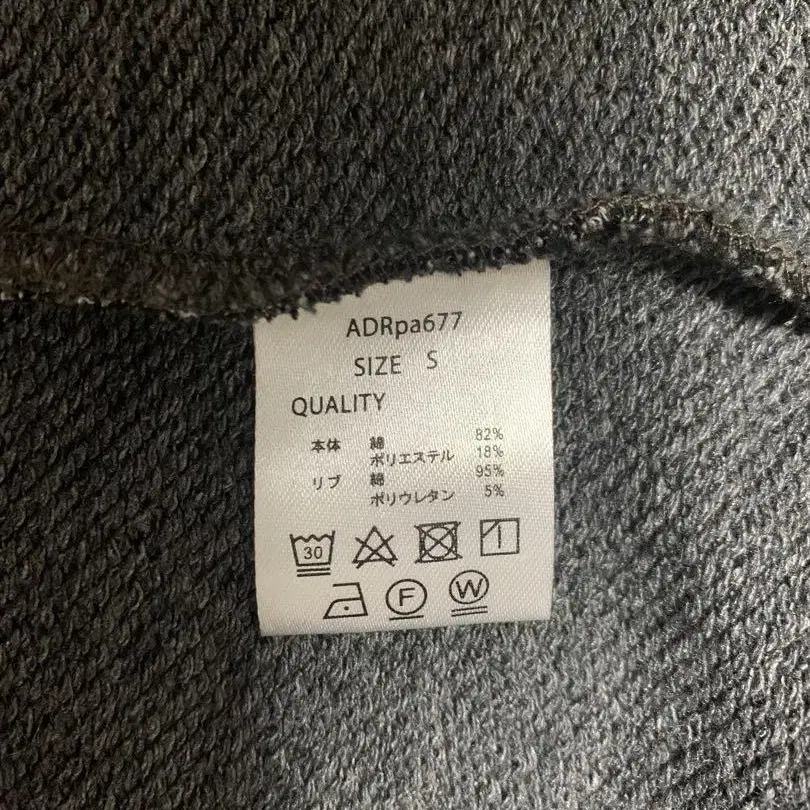 ADRpa677
SIZE S
QUALITY
本体 綿 82%
ポリエステル 18%
リブ 綿 95%
ポリウレタン 5%
30
F W